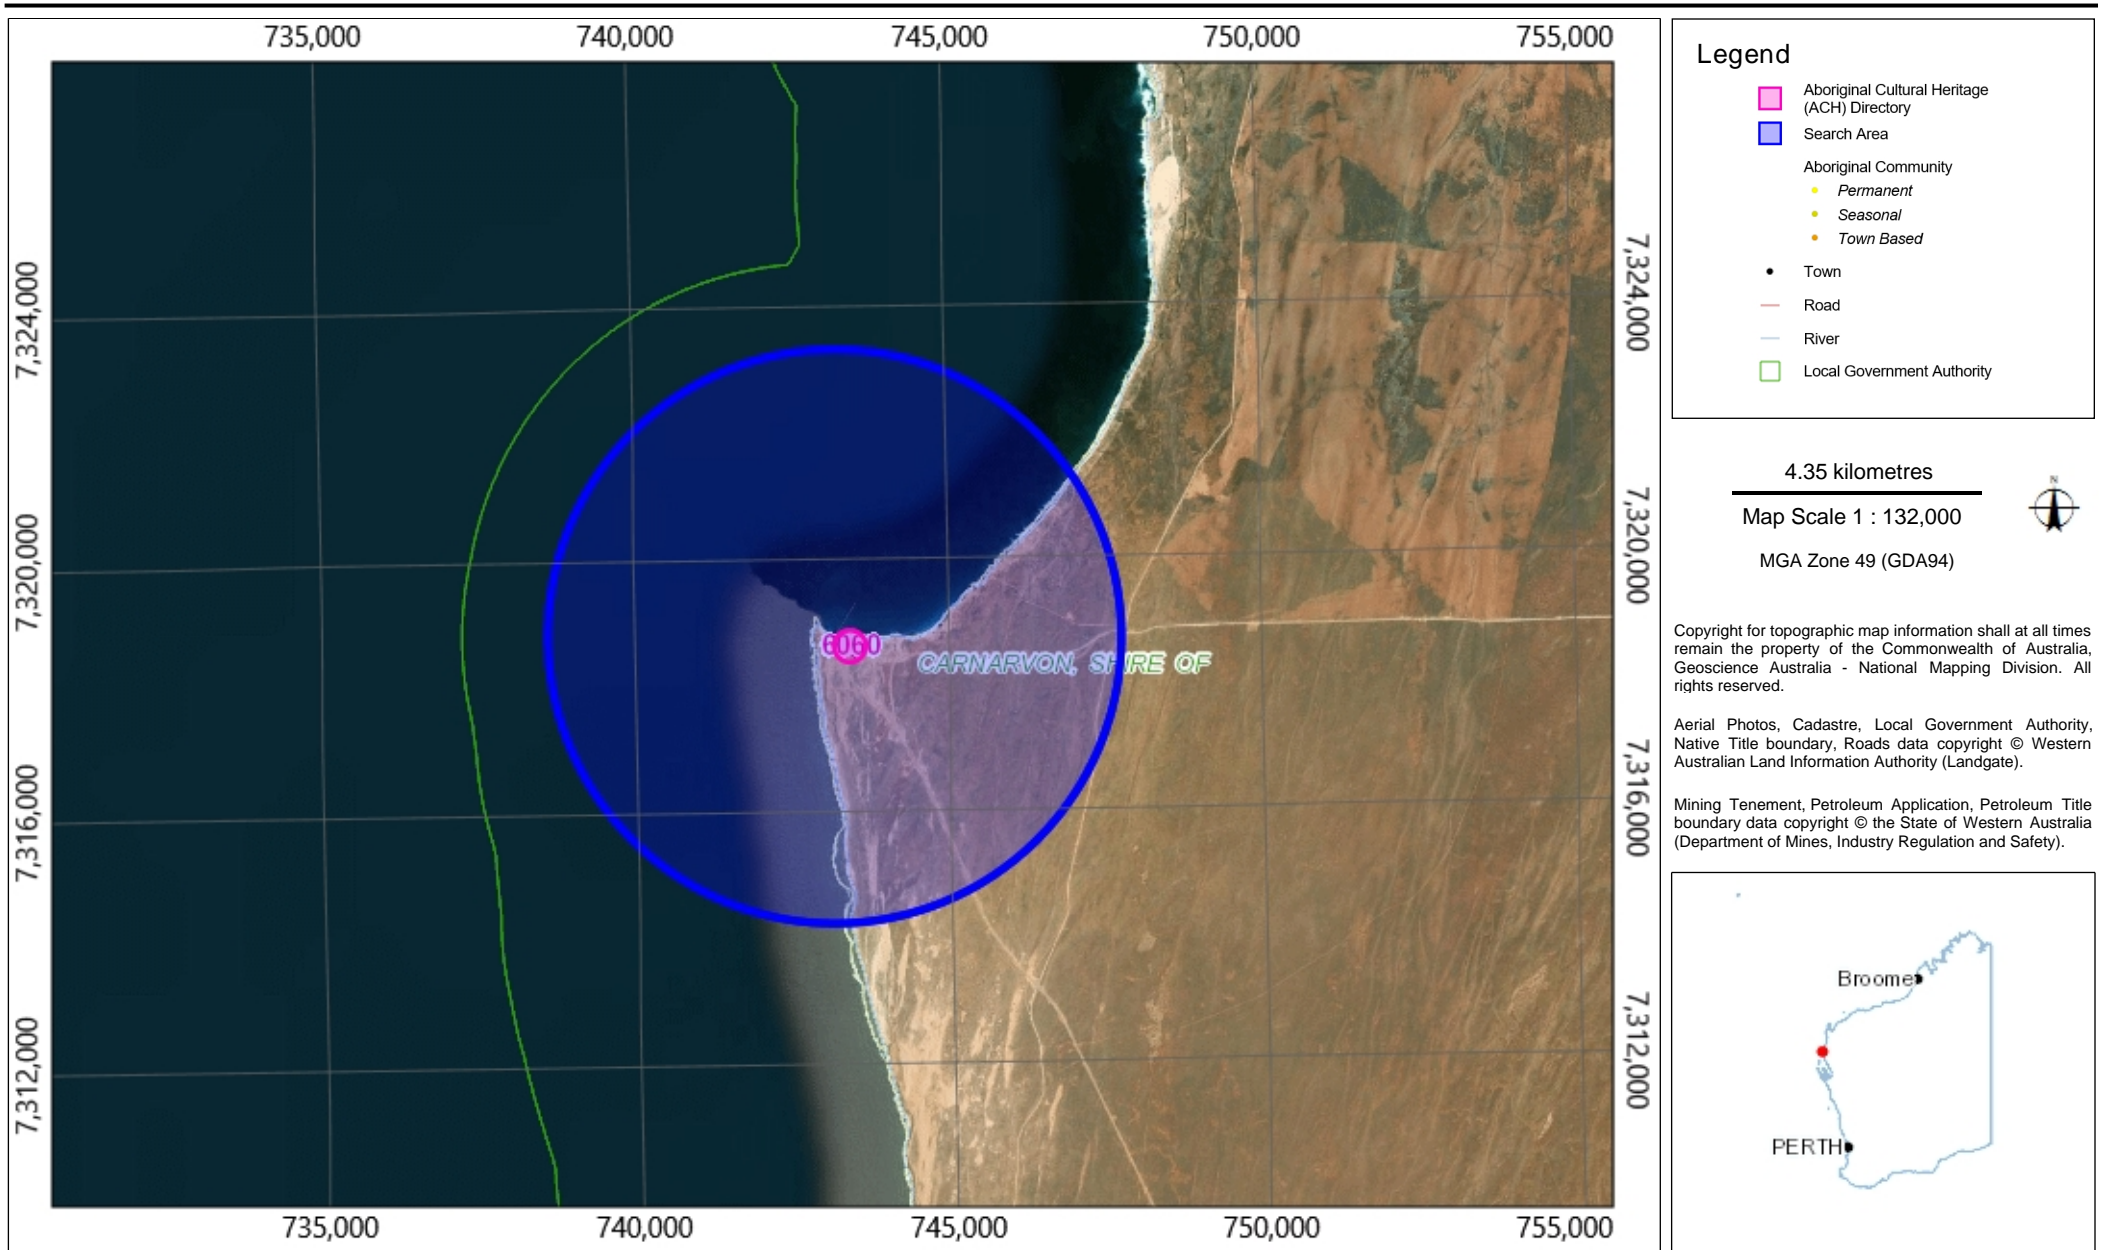 735,000 740,000 745,000 750,000 755,000
7,324,000
7,320,000
7,316,000
7,312,000
6060
CARNARVON, SHIRE OF
7,324,000
7,320,000
7,316,000
7,312,000
735,000 740,000 745,000 750,000 755,000
Legend
Aboriginal Cultural Heritage
(ACH) Directory
Search Area
Aboriginal Community
Permanent
Seasonal
Town Based
Town
Road
River
Local Government Authority
4.35 kilometres
Map Scale 1 : 132,000
MGA Zone 49 (GDA94)
N
Copyright for topographic map information shall at all times
remain the property of the Commonwealth of Australia,
Geoscience Australia - National Mapping Division. All
rights reserved.
Aerial Photos, Cadastre, Local Government Authority,
Native Title boundary, Roads data copyright © Western
Australian Land Information Authority (Landgate).
Mining Tenement, Petroleum Application, Petroleum Title
boundary data copyright © the State of Western Australia
(Department of Mines, Industry Regulation and Safety).
Broome
PERTH